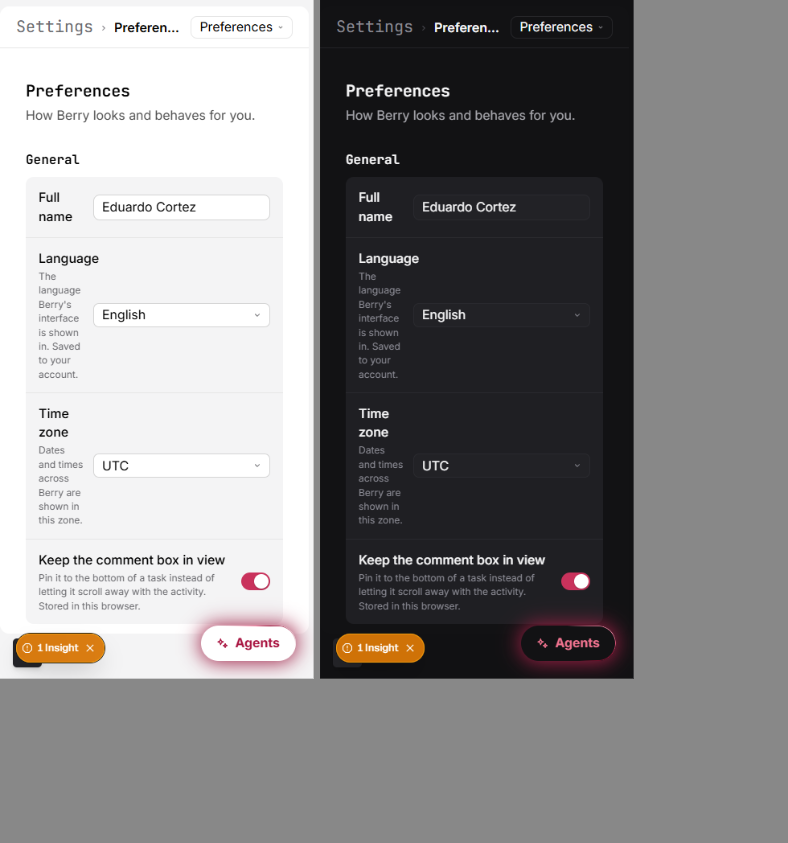 Settings › Preferen... Preferences
Preferences
How Berry looks and behaves for you.
General
Full
name
Eduardo Cortez
Language
The
language
Berry's
interface
is shown
in. Saved
to your
account.
English
Time
zone
Dates
and times
across
Berry are
shown in
this zone.
UTC
Keep the comment box in view
Pin it to the bottom of a task instead of
letting it scroll away with the activity.
Stored in this browser.
1 Insight
Agents
Settings › Preferen... Preferences
Preferences
How Berry looks and behaves for you.
General
Full
name
Eduardo Cortez
Language
The
language
Berry's
interface
is shown
in. Saved
to your
account.
English
Time
zone
Dates
and times
across
Berry are
shown in
this zone.
UTC
Keep the comment box in view
Pin it to the bottom of a task instead of
letting it scroll away with the activity.
Stored in this browser.
1 Insight
Agents